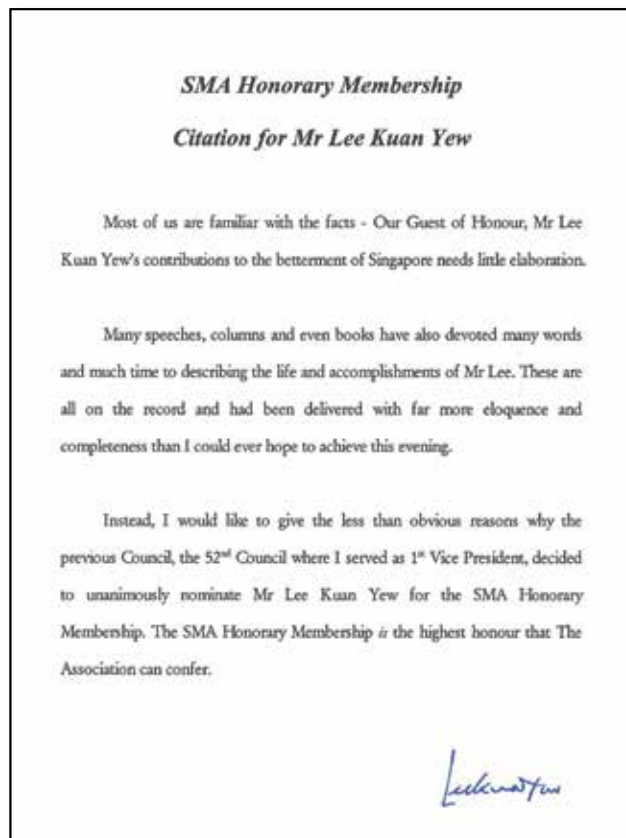 SMA Honorary Membership
Citation for Mr Lee Kuan Yew
Most of us are familiar with the facts - Our Guest of Honour, Mr Lee
Kuan Yew's contributions to the betterment of Singapore needs little elaboration.
Many speeches, columns and even books have also devoted many words
and much time to describing the life and accomplishments of Mr Lee. These are
all on the record and had been delivered with far more eloquence and
completeness than I could ever hope to achieve this evening.
Instead, I would like to give the less than obvious reasons why the
previous Council, the 52nd Council where I served as 1st Vice President, decided
to unanimously nominate Mr Lee Kuan Yew for the SMA Honorary
Membership. The SMA Honorary Membership is the highest honour that The
Association can confer.